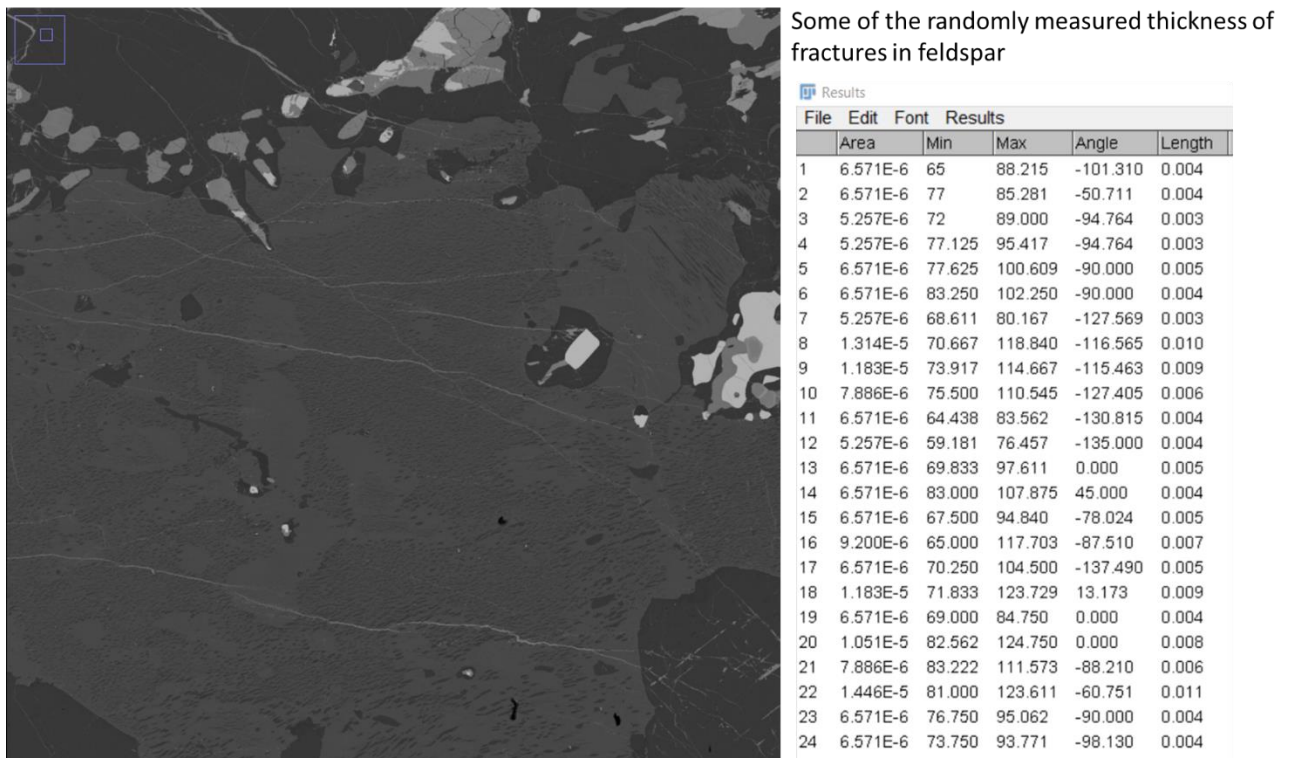 Some of the randomly measured thickness of
fractures in feldspar
Results
File Edit Font Results
Area Min Max Angle Length
1 6.571E-6 65 88.215 -101.310 0.004
2 6.571E-6 77 85.281 -50.711 0.004
3 5.257E-6 72 89.000 -94.764 0.003
4 5.257E-6 77.125 95.417 -94.764 0.003
5 6.571E-6 77.625 100.609 -90.000 0.005
6 6.571E-6 83.250 102.250 -90.000 0.004
7 5.257E-6 68.611 80.167 -127.569 0.003
8 1.314E-5 70.667 118.840 -116.565 0.010
9 1.183E-5 73.917 114.667 -115.463 0.009
10 7.886E-6 75.500 110.545 -127.405 0.006
11 6.571E-6 64.438 83.562 -130.815 0.004
12 5.257E-6 59.181 76.457 -135.000 0.004
13 6.571E-6 69.833 97.611 0.000 0.005
14 6.571E-6 83.000 107.875 45.000 0.004
15 6.571E-6 67.500 94.840 -78.024 0.005
16 9.200E-6 65.000 117.703 -87.510 0.007
17 6.571E-6 70.250 104.500 -137.490 0.005
18 1.183E-5 71.833 123.729 13.173 0.009
19 6.571E-6 69.000 84.750 0.000 0.004
20 1.051E-5 82.562 124.750 0.000 0.008
21 7.886E-6 83.222 111.573 -88.210 0.006
22 1.446E-5 81.000 123.611 -60.751 0.011
23 6.571E-6 76.750 95.062 -90.000 0.004
24 6.571E-6 73.750 93.771 -98.130 0.004